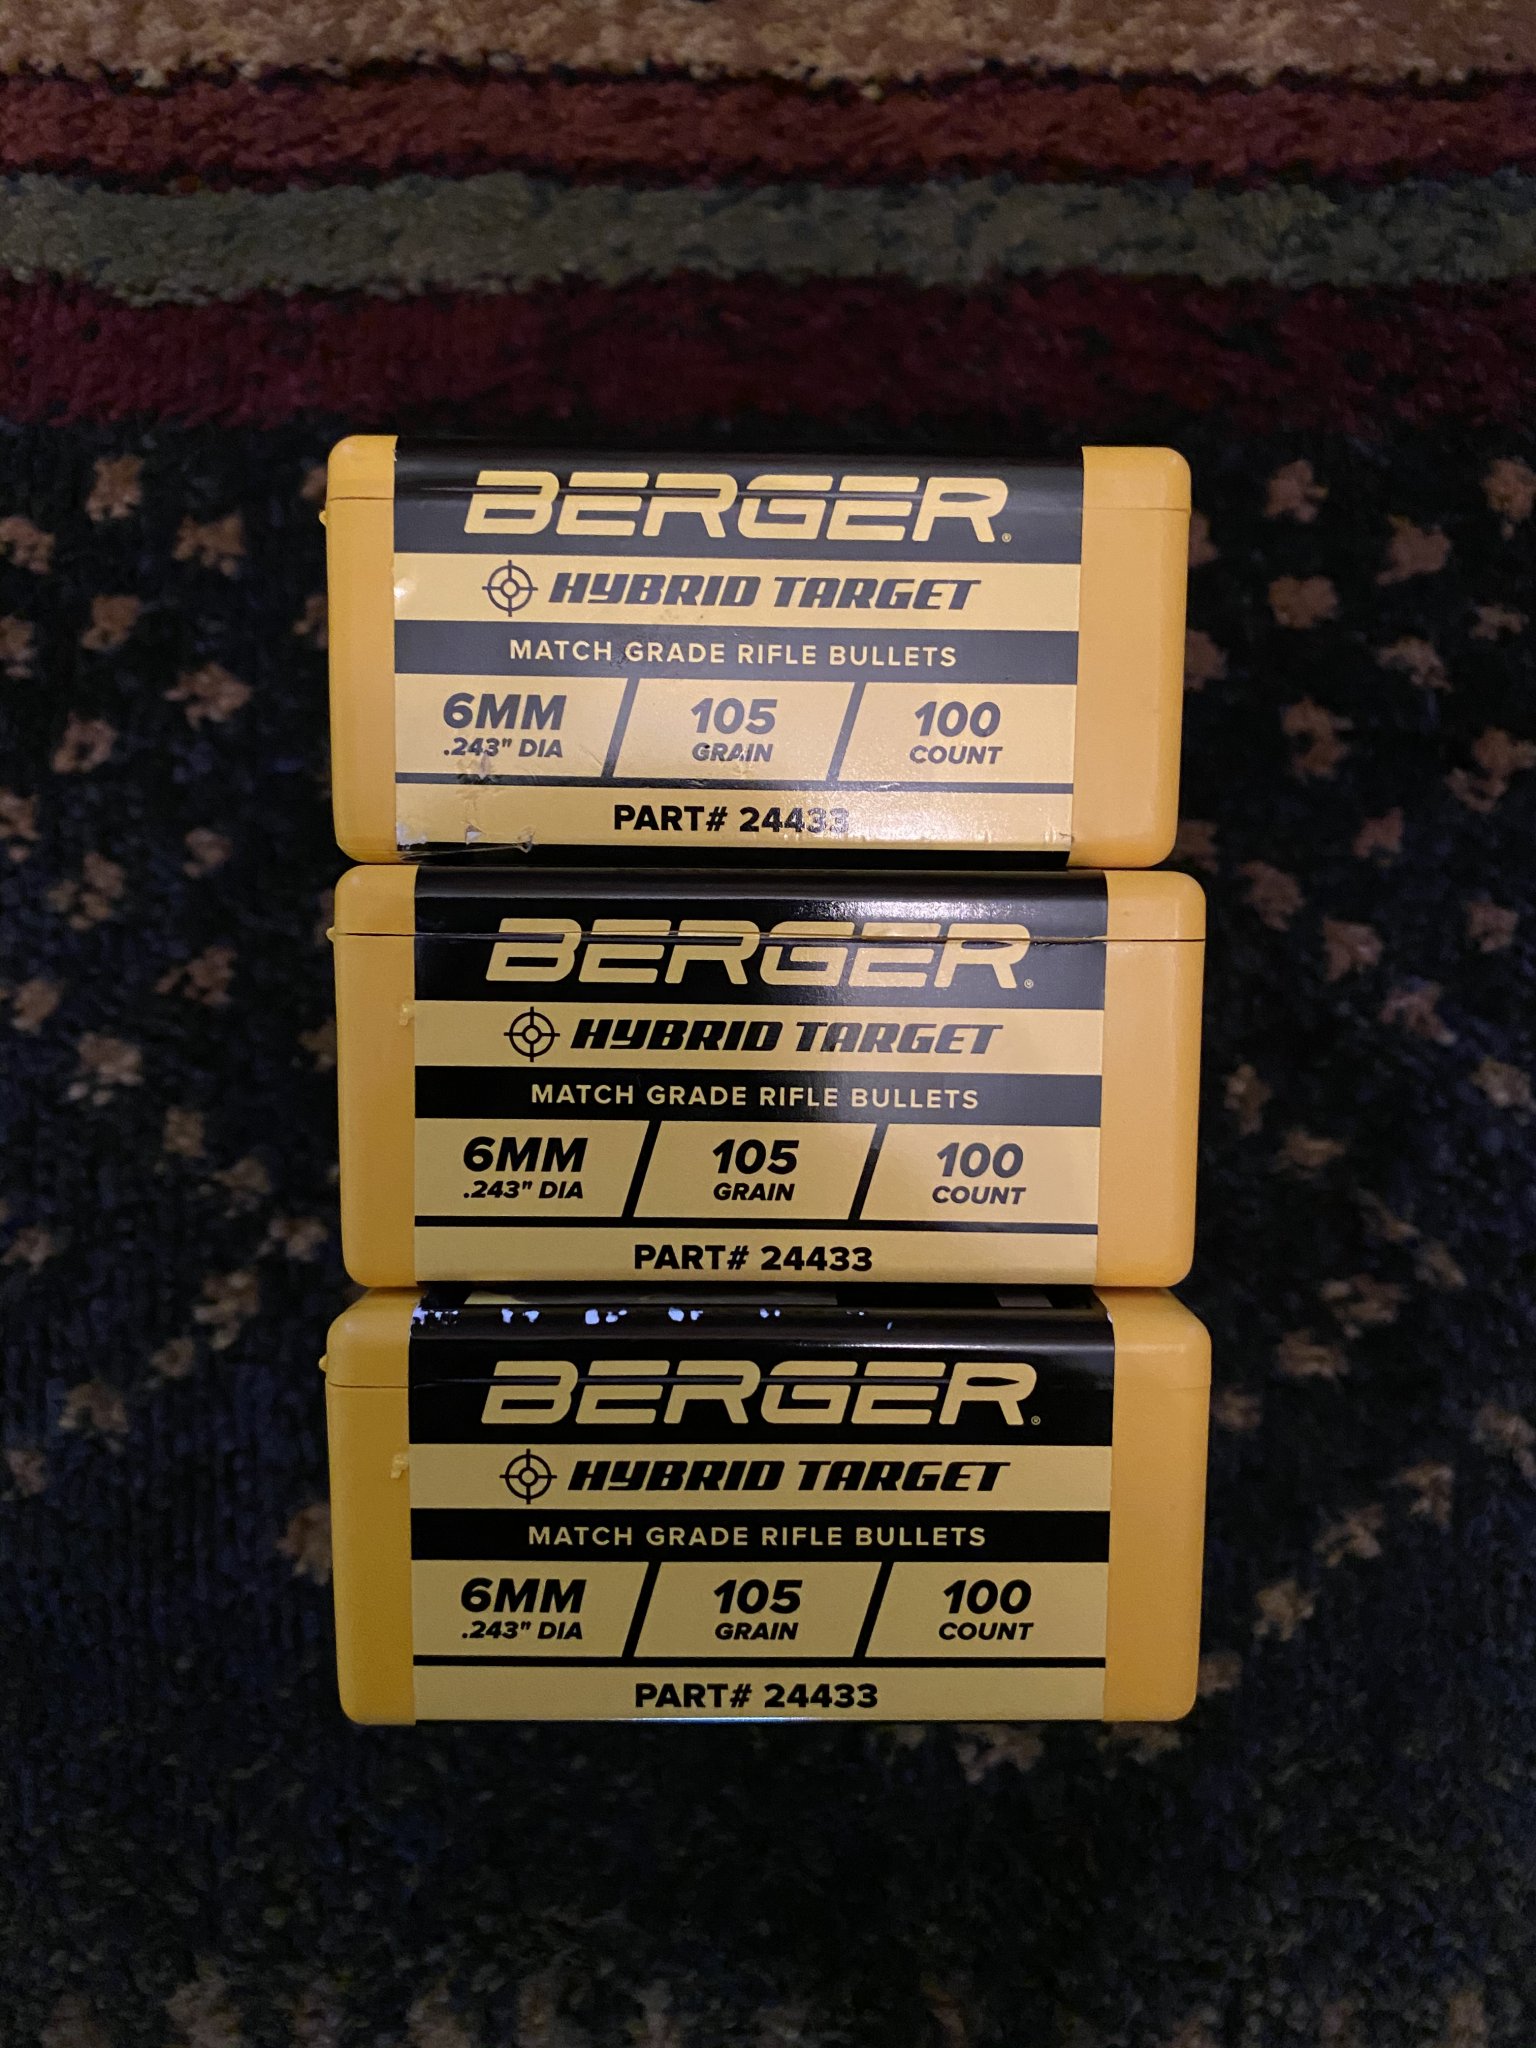 BERGER®
HYBRID TARGET
MATCH GRADE RIFLE BULLETS
6MM 105 100
.243" DIA GRAIN COUNT
PART# 24433
BERGER®
HYBRID TARGET
MATCH GRADE RIFLE BULLETS
6MM 105 100
.243" DIA GRAIN COUNT
PART# 24433
BERGER®
HYBRID TARGET
MATCH GRADE RIFLE BULLETS
6MM 105 100
.243" DIA GRAIN COUNT
PART# 24433